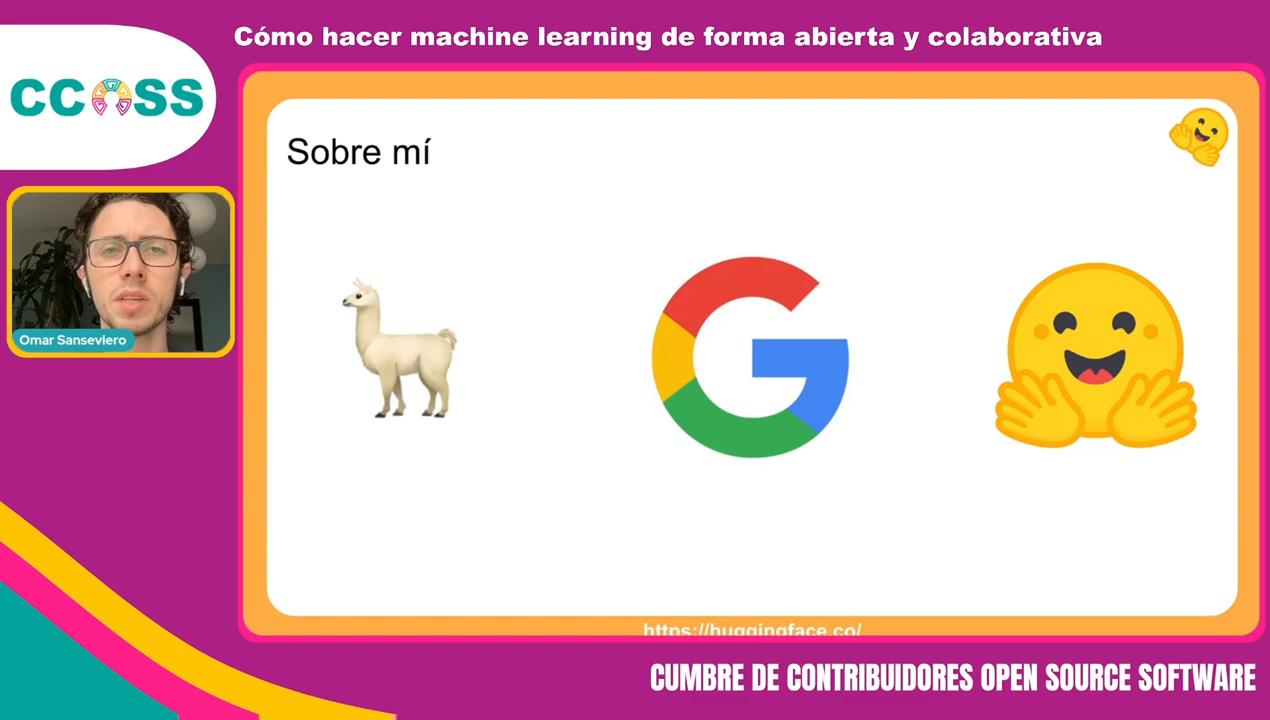 Cómo hacer machine learning de forma abierta y colaborativa
CCOSS
Sobre mí
Omar Sanseviero
https://huggingface.co/
CUMBRE DE CONTRIBUIDORES OPEN SOURCE SOFTWARE